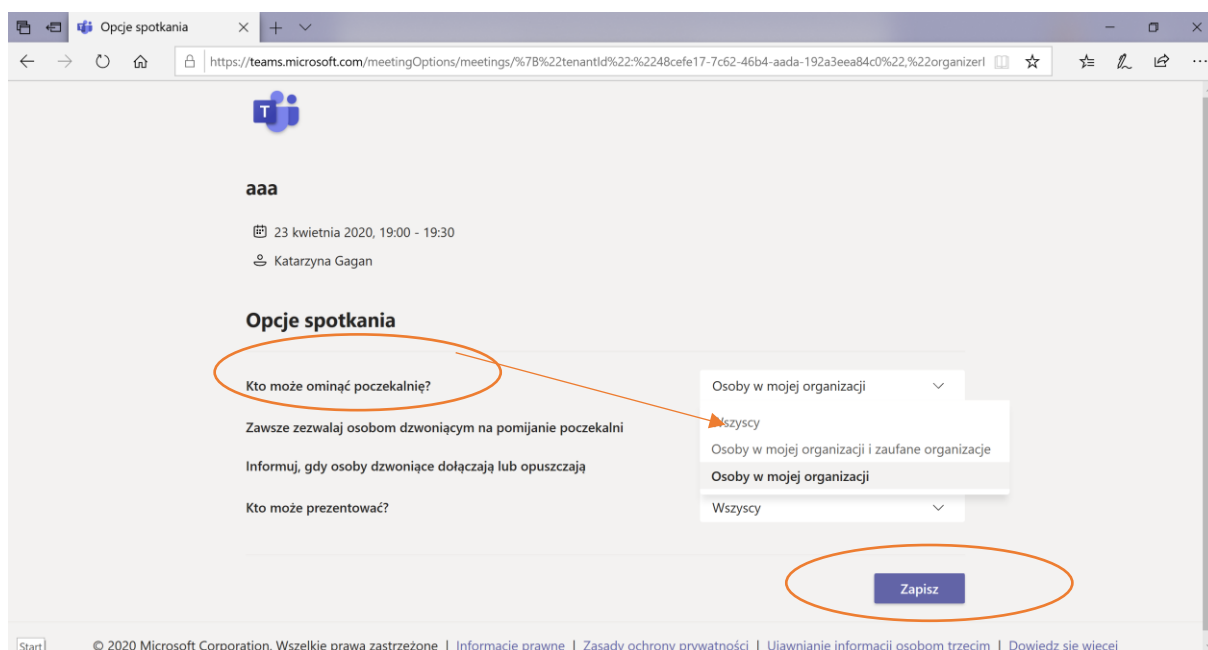 Opcje spotkania
https://teams.microsoft.com/meetingOptions/meetings/%7B%22tenantId%22:%2248cefe17-7c62-46b4-aada-192a3eea84c0%22,%22organizerI
T
aaa
23 kwietnia 2020, 19:00 - 19:30
Katarzyna Gagan
Opcje spotkania
Kto może ominąć poczekalnię?
Osoby w mojej organizacji
Wszyscy
Zawsze zezwalaj osobom dzwoniącym na pomijanie poczekalni
Osoby w mojej organizacji i zaufane organizacje
Informuj, gdy osoby dzwoniące dołączają lub opuszczają
Osoby w mojej organizacji
Kto może prezentować?
Wszyscy
Zapisz
Start
© 2020 Microsoft Corporation. Wszelkie prawa zastrzeżone | Informacje prawne | Zasady ochrony prywatności | Ujawnianie informacji osobom trzecim | Dowiedz się więcej